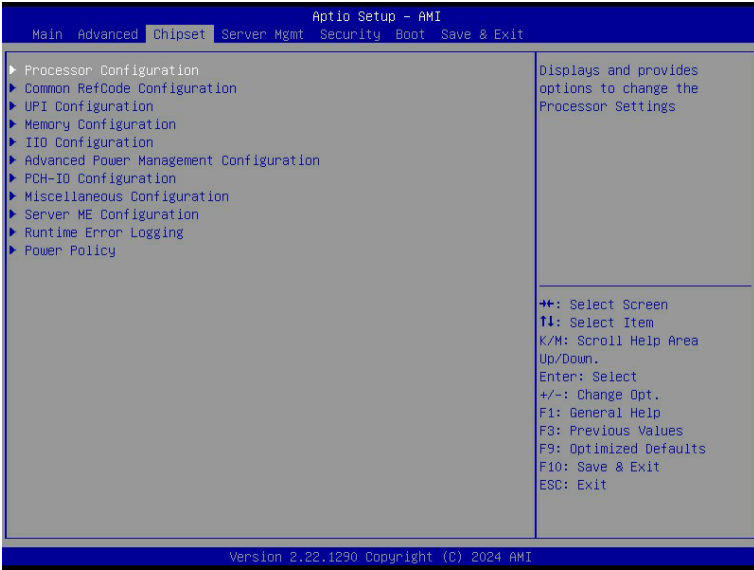 Aptio Setup – AMI
Main Advanced Chipset Server Mgmt Security Boot Save & Exit
▶ Processor Configuration
▶ Common RefCode Configuration
▶ UPI Configuration
▶ Memory Configuration
▶ IIO Configuration
▶ Advanced Power Management Configuration
▶ PCH-IO Configuration
▶ Miscellaneous Configuration
▶ Server ME Configuration
▶ Runtime Error Logging
▶ Power Policy
Displays and provides
options to change the
Processor Settings
→←: Select Screen
↑↓: Select Item
K/M: Scroll Help Area
Up/Down.
Enter: Select
+/-: Change Opt.
F1: General Help
F3: Previous Values
F9: Optimized Defaults
F10: Save & Exit
ESC: Exit
Version 2.22.1290 Copyright (C) 2024 AMI